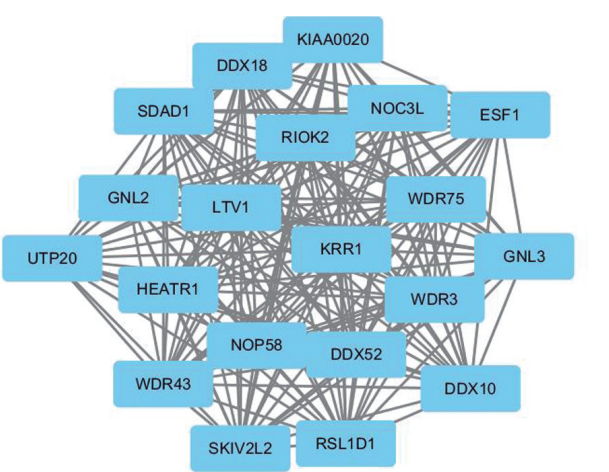 KIAA0020
DDX18
SDAD1
NOC3L
ESF1
RIOK2
GNL2
LTV1
WDR75
UTP20
KRR1
GNL3
HEATR1
WDR3
NOP58
DDX52
WDR43
DDX10
SKIV2L2
RSL1D1